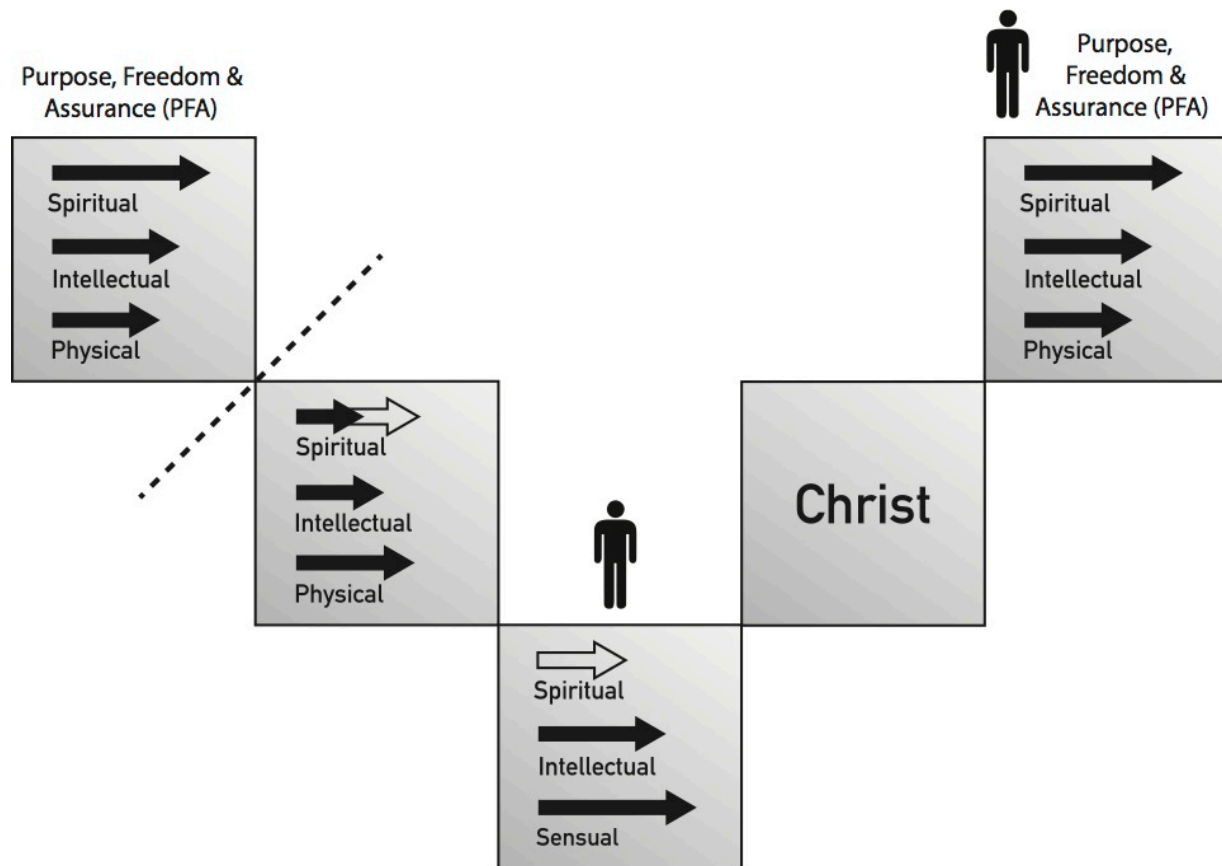 Purpose, Freedom &
Assurance (PFA)
Spiritual
Intellectual
Physical
Spiritual
Intellectual
Physical
Spiritual
Intellectual
Sensual
Christ
Purpose,
Freedom &
Assurance (PFA)
Spiritual
Intellectual
Physical